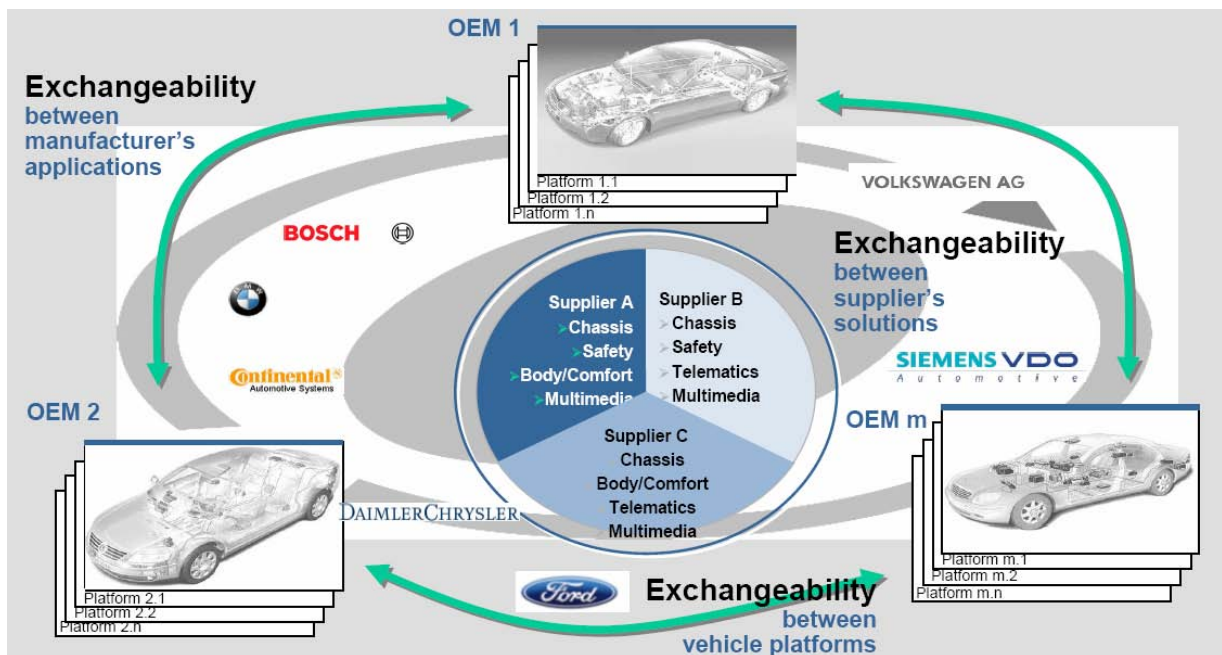 OEM 1
Exchangeability
between
manufacturer's
applications
Platform 1.1
Platform 1.2
Platform 1.n
VOLKSWAGEN AG
BOSCH
Exchangeability
between
supplier's
solutions
BMW
Supplier A
Chassis
Safety
Body/Comfort
Multimedia
Supplier B
Chassis
Safety
Telematics
Multimedia
Continental
Automotive Systems
SIEMENS VDO
Automotive
OEM 2
OEM m
Supplier C
Chassis
Body/Comfort
Telematics
Multimedia
DAIMLERCHRYSLER
Platform 2.1
Platform 2.2
Platform 2.n
Platform m.1
Platform m.2
Platform m.n
Ford
Exchangeability
between
vehicle platforms